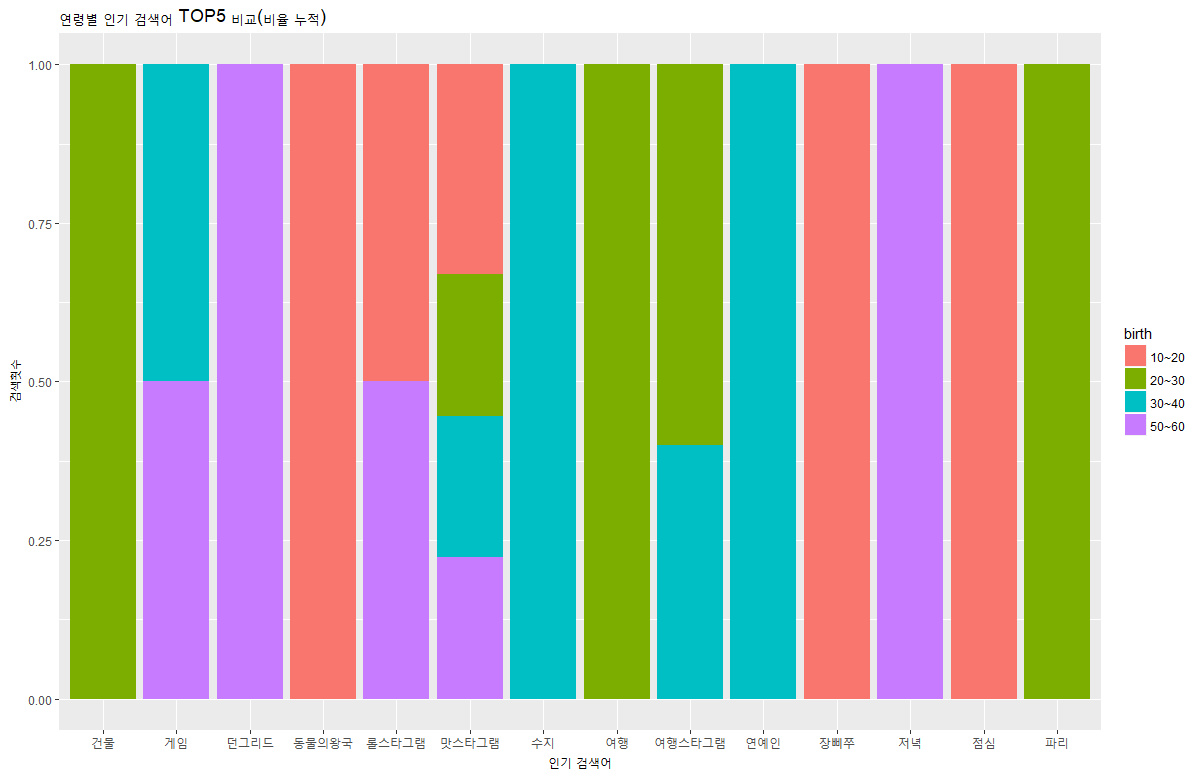 연령별 인기 검색어 TOP5 비교(비율 누적)
1.00
0.75
0.50
0.25
0.00
검색횟수
건물 게임 던그리드 동물의왕국 롤스타그램 맛스타그램 수지 여행 여행스타그램 연예인 장삐쭈 저녁 점심 파리
인기 검색어
birth
10~20
20~30
30~40
50~60